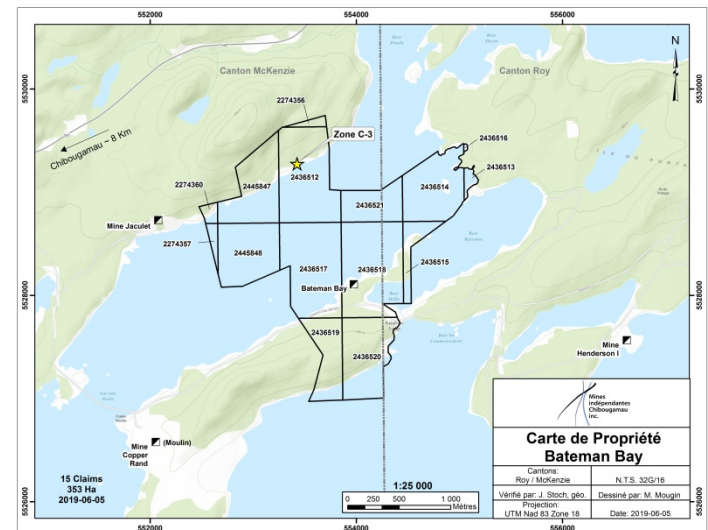 552000
554000
556000
5530000
5528000
5526000
Canton McKenzie
Canton Roy
N
Chibougamau ~ 8 Km
2274356
Zone C-3
2436516
2436513
2274360
2445847
2436512
2436514
2436521
Mine Jaculet
2274357
2445848
2436517
2436518
2436515
Bateman Bay
2436519
2436520
Mine
Henderson I
Mine
Copper
Rand
(Moulin)
15 Claims
353 Ha
2019-06-05
1:25 000
0 250 500 1 000
Mètres
Mines
indépendantes
Chibougamau
inc.
Carte de Propriété
Bateman Bay
Cantons:
Roy / McKenzie
N.T.S. 32G/16
Vérifié par: J. Stoch, géo.
Dessiné par: M. Mougin
Projection:
UTM Nad 83 Zone 18
Date: 2019-06-05
552000
554000
556000